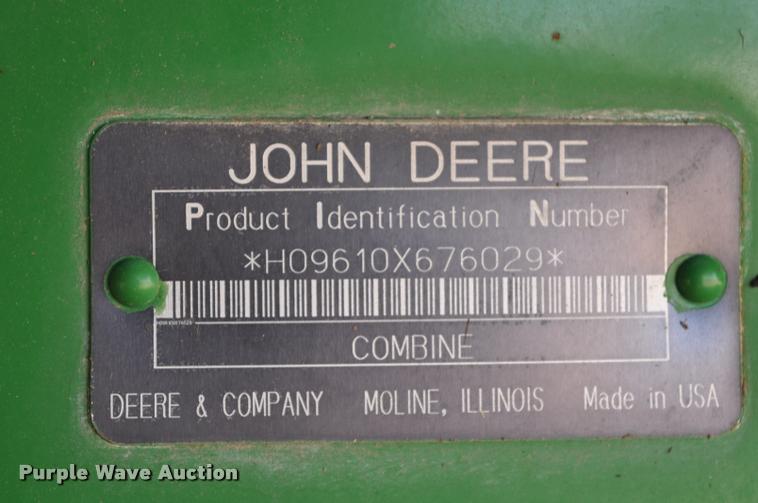 JOHN DEERE
Product Identification Number
*H09610X676029*
COMBINE
DEERE & COMPANY MOLINE, ILLINOIS Made in USA
Purple Wave Auction